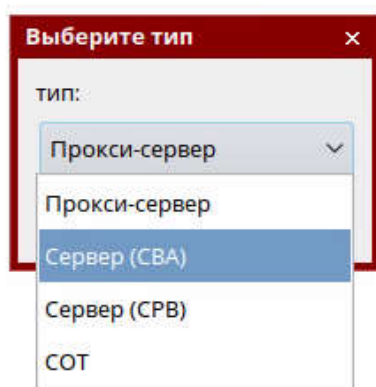 Выберите тип
тип:
Прокси-сервер
Прокси-сервер
Сервер (СВА)
Сервер (СРВ)
СОТ